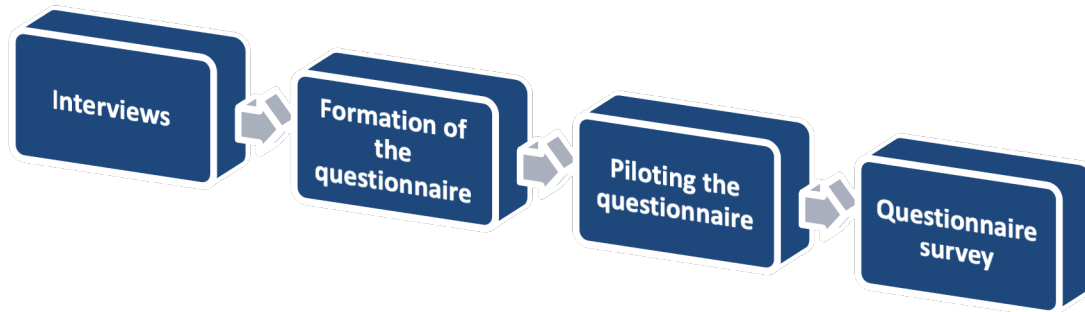 Interviews
Formation of
the
questionnaire
Piloting the
questionnaire
Questionnaire
survey